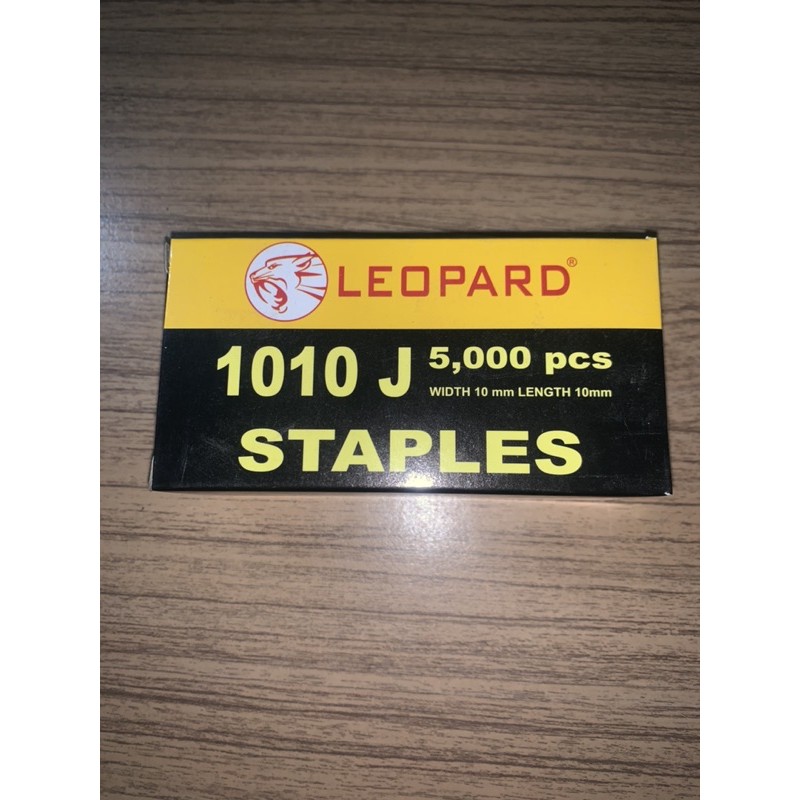 LEOPARD®
1010 J
5,000 pcs
WIDTH 10 mm LENGTH 10mm
STAPLES